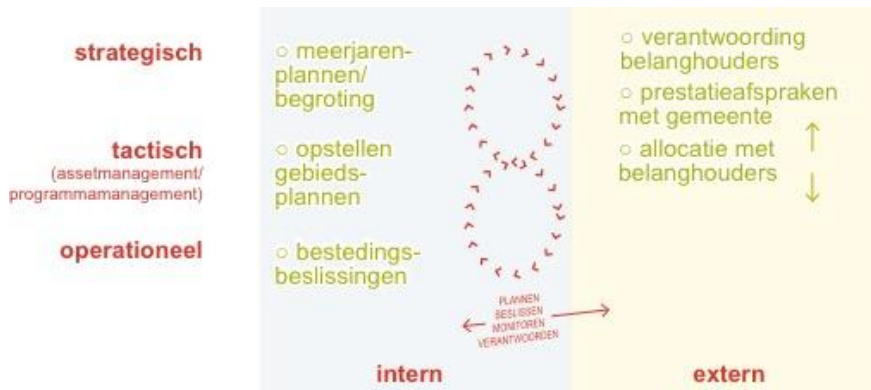 strategisch
○ meerjaren-
plannen/
begroting
○ verantwoording
belanghouders
○ prestatieafspraken
met gemeente
tactisch
(assetmanagement/
programmamanagement)
○ opstellen
gebieds-
plannen
○ allocatie met
belanghouders
operationeel
○ bestedings-
beslissingen
PLANNEN
BESLISSEN
MONITOREN
VERANTWOORDEN
intern
extern